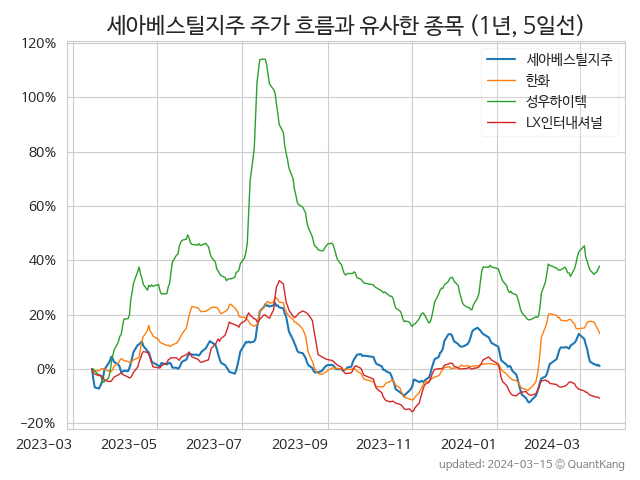 세아베스틸지주 주가 흐름과 유사한 종목 (1년, 5일선)
120%
100%
80%
60%
40%
20%
0%
−20%
세아베스틸지주
한화
성우하이텍
LX인터내셔널
2023-03 2023-05 2023-07 2023-09 2023-11 2024-01 2024-03
updated: 2024-03-15 © QuantKang